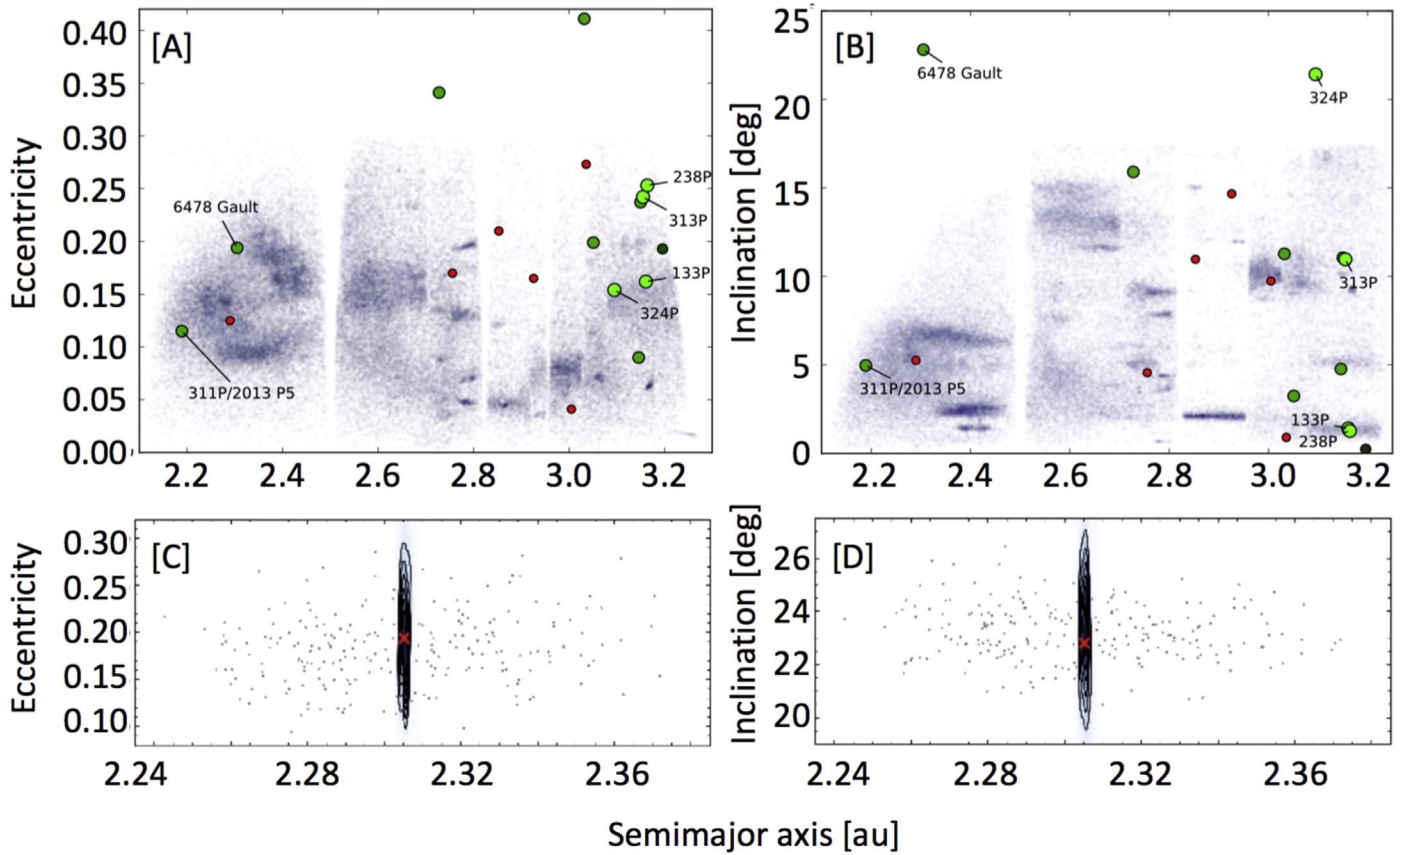 [A]
Eccentricity
0.40
0.35
0.30
0.25
0.20
0.15
0.10
0.05
0.00
6478 Gault
311P/2013 P5
238P
313P
133P
324P
2.2 2.4 2.6 2.8 3.0 3.2
[B]
Inclination [deg]
25
20
15
10
5
0
6478 Gault
324P
313P
311P/2013 P5
133P
238P
2.2 2.4 2.6 2.8 3.0 3.2
[C]
Eccentricity
0.30
0.25
0.20
0.15
0.10
2.24 2.28 2.32 2.36
[D]
Inclination [deg]
26
24
22
20
2.24 2.28 2.32 2.36
Semimajor axis [au]